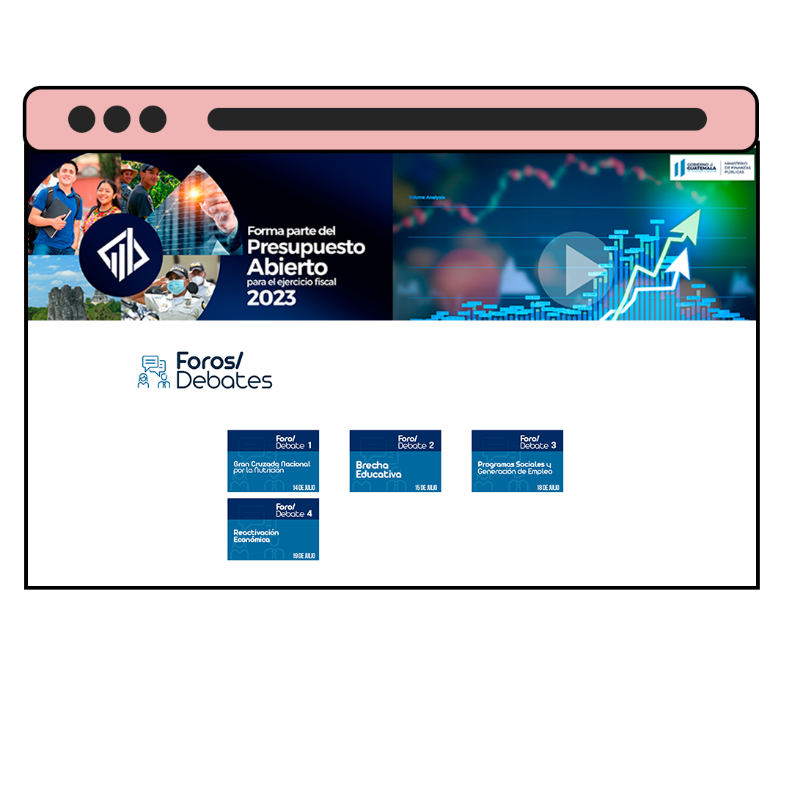 GOBIERNO de
GUATEMALA
MINISTERIO
DE FINANZAS
PÚBLICAS
Volume Analysis
Forma parte del
Presupuesto
Abierto
para el ejercicio fiscal
2023
Foros/
Debates
Foro/
Debate 1
Gran Cruzada Nacional
por la Nutrición
14 DE JULIO
Foro/
Debate 2
Brecha
Educativa
15 DE JULIO
Foro/
Debate 3
Programas Sociales y
Generación de Empleo
18 DE JULIO
Foro/
Debate 4
Reactivación
Económica
19 DE JULIO